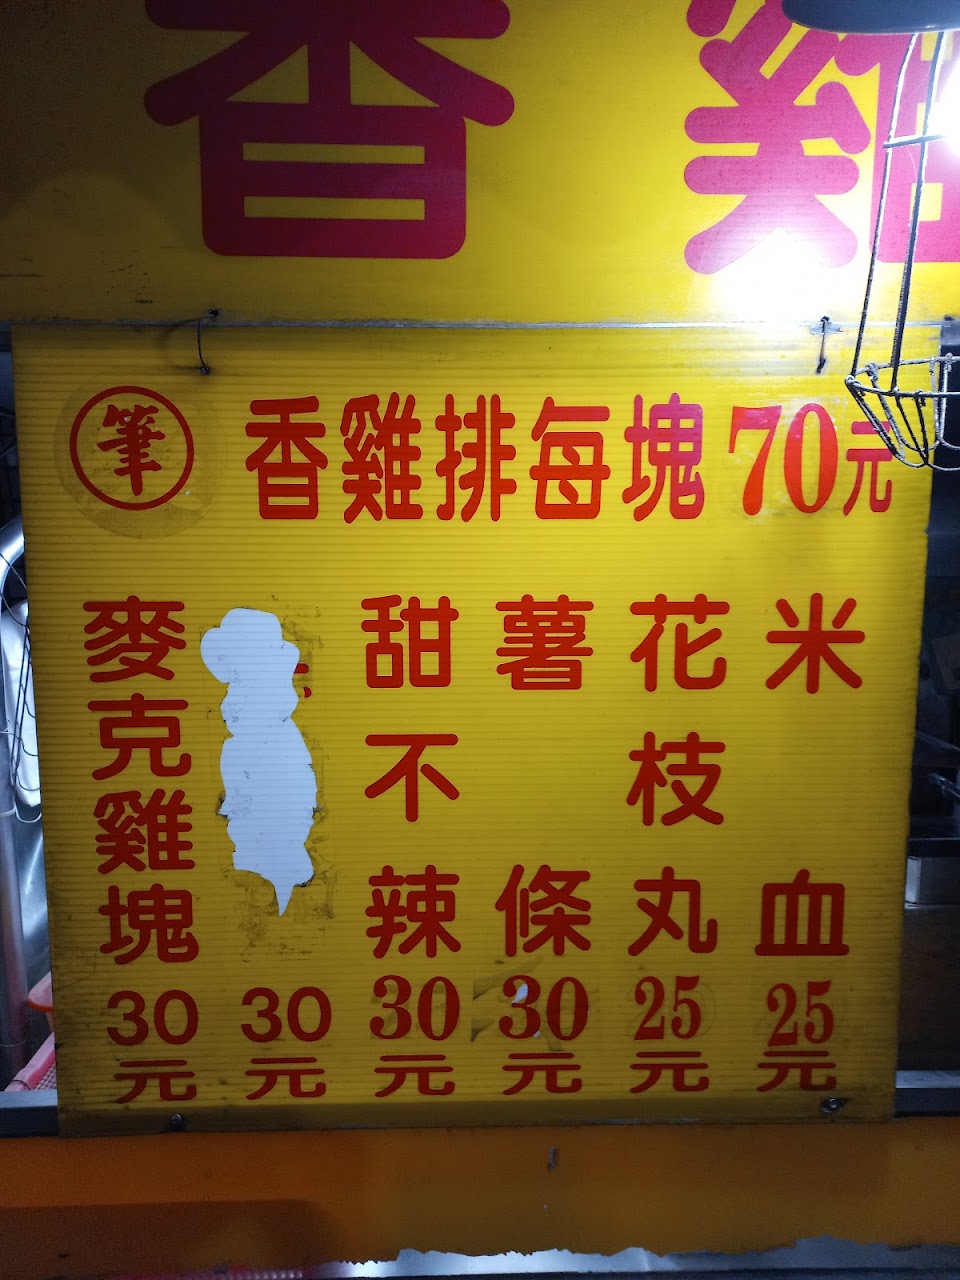 香雞
筆
香雞排每塊70元
米血25元
花枝丸25元
薯條30元
甜不辣30元
30元
麥克雞塊30元